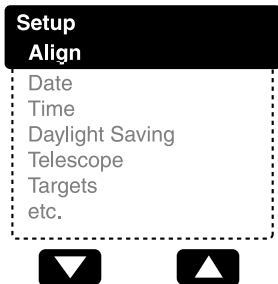 Setup
Align
Date
Time
Daylight Saving
Telescope
Targets
etc.